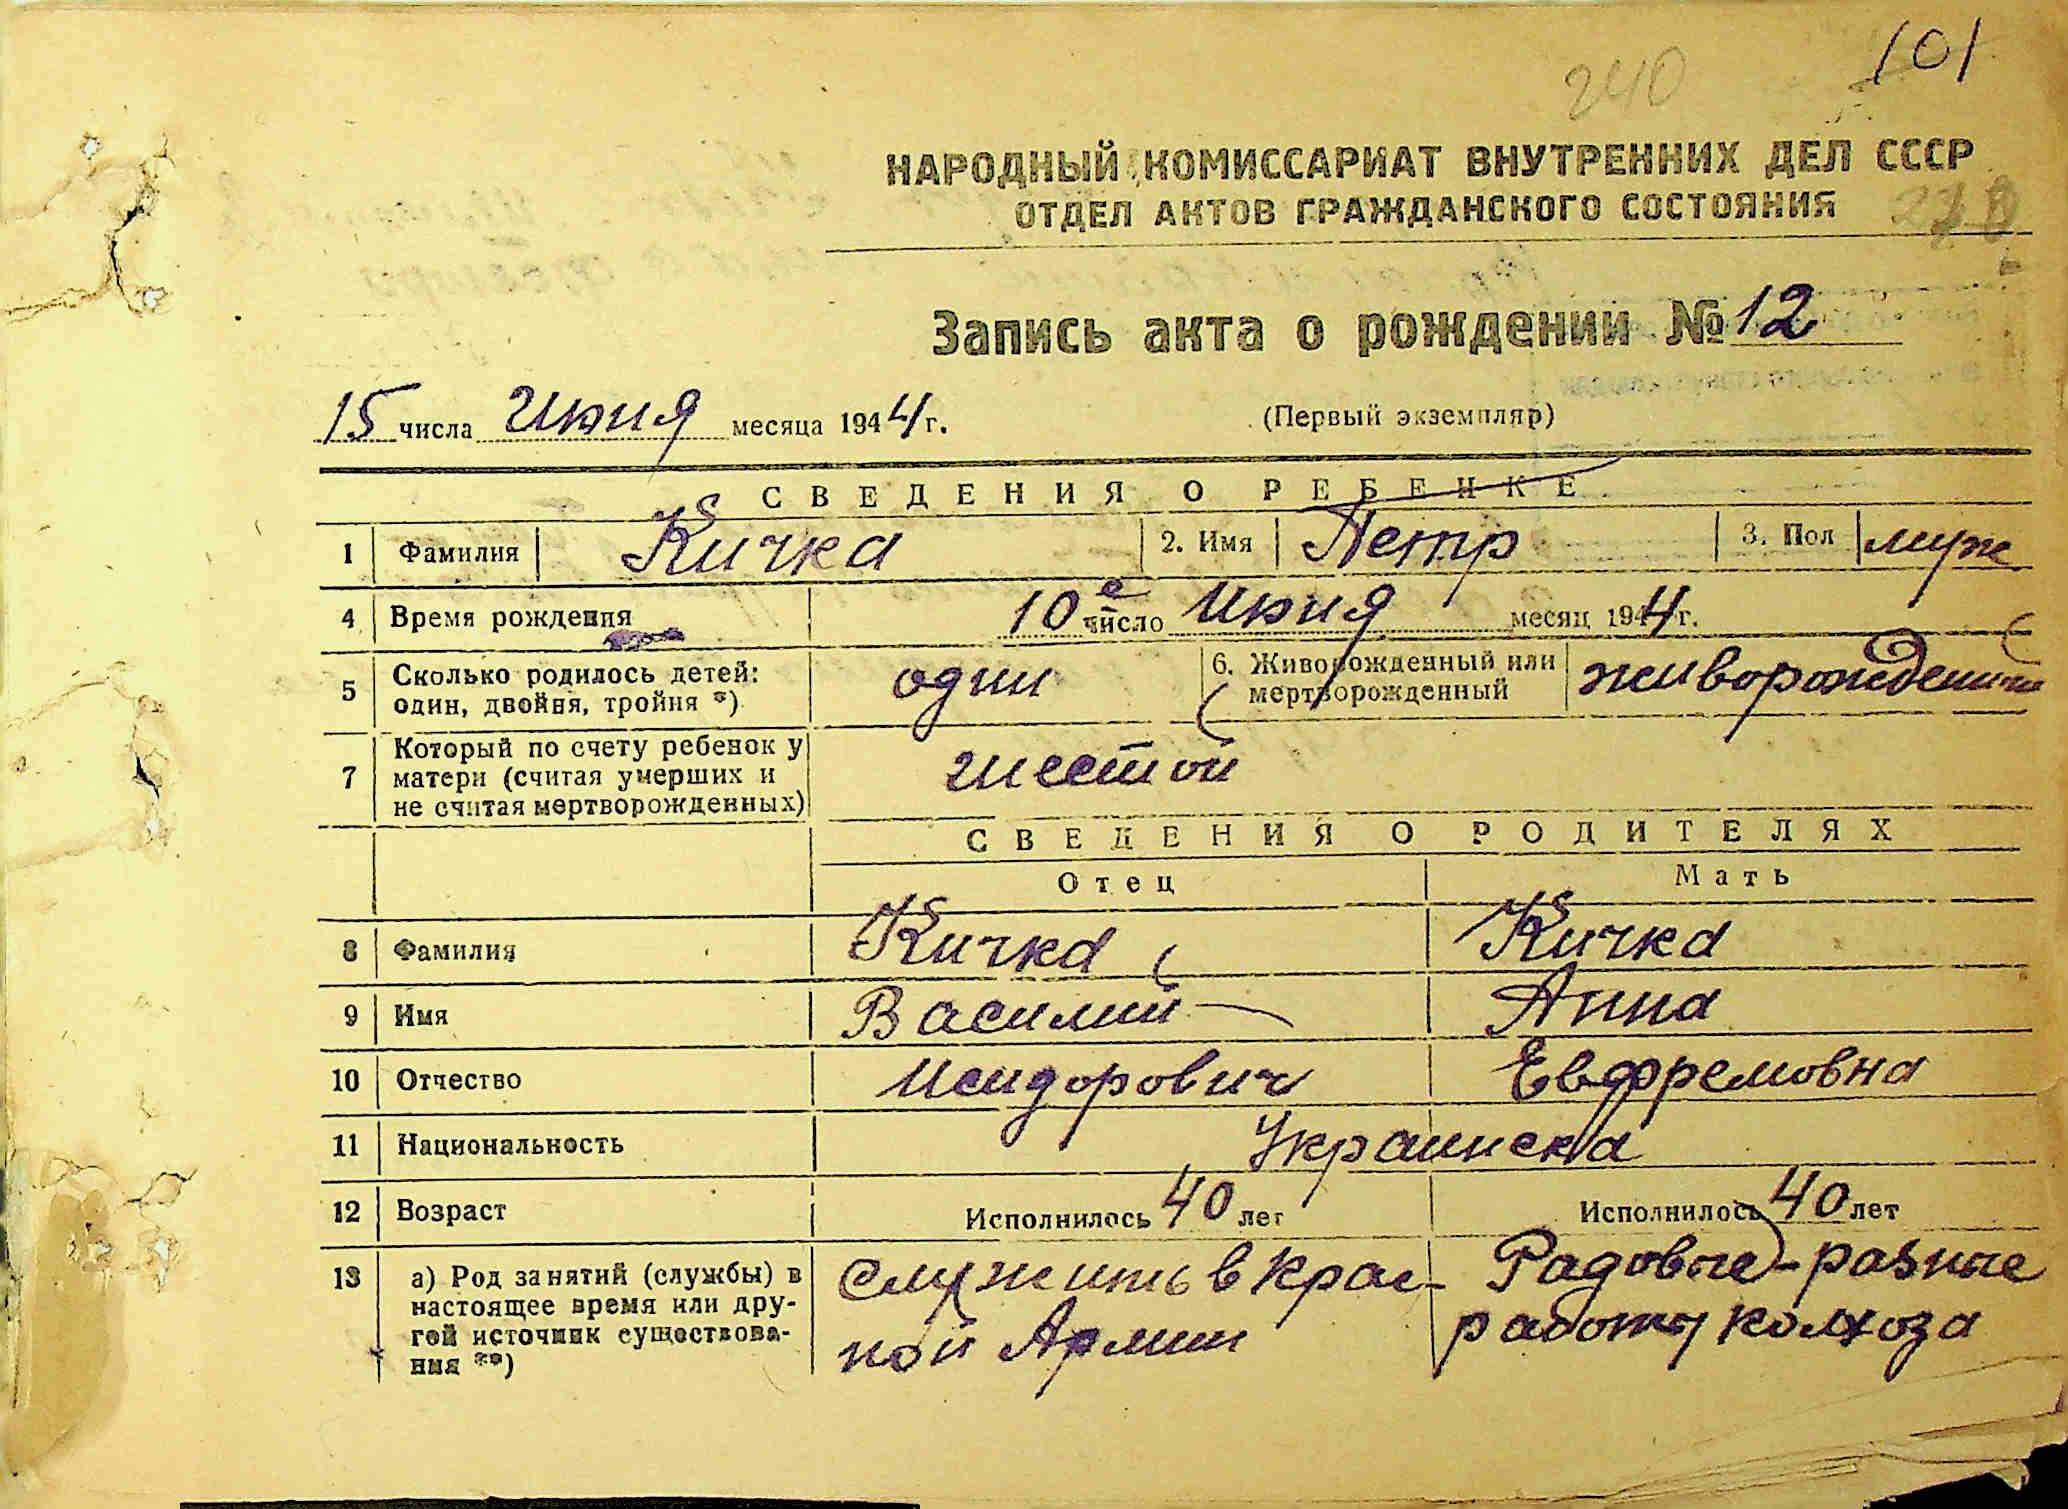 101
240
НАРОДНЫЙ КОМИССАРИАТ ВНУТРЕННИХ ДЕЛ СССР
ОТДЕЛ АКТОВ ГРАЖДАНСКОГО СОСТОЯНИЯ
Запись акта о рождении № 12
15 числа Июня месяца 1944 г.
(Первый экземпляр)
СВЕДЕНИЯ О РЕБЕНКЕ
1 Фамилия Кичка 2. Имя Петр 3. Пол муж
4 Время рождения 10е число Июня месяц 1944 г.
5 Сколько родилось детей: один, двойня, тройня *) один 6. Живорожденный или мертворожденный живорожденный
7 Который по счету ребенок у матери (считая умерших и не считая мертворожденных) шестой
СВЕДЕНИЯ О РОДИТЕЛЯХ
Отец Мать
8 Фамилия Кичка Кичка
9 Имя Василий Анна
10 Отчество Исидорович Евфремовна
11 Национальность Украинска
12 Возраст Исполнилось 40 лет Исполнилось 40 лет
13 а) Род занятий (службы) в настоящее время или другой источник существования **) служить в Красной Армии Радовые - разные работы колхоза